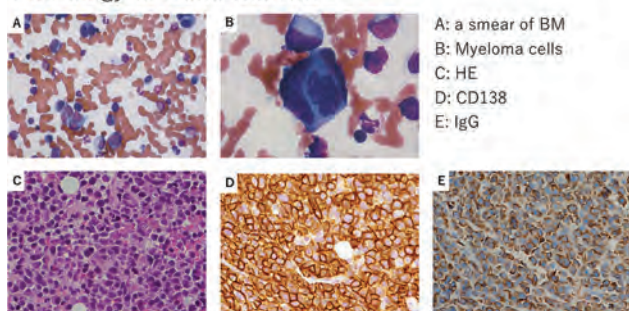 A
B
A: a smear of BM
B: Myeloma cells
C: HE
D: CD138
E: IgG
C
D
E